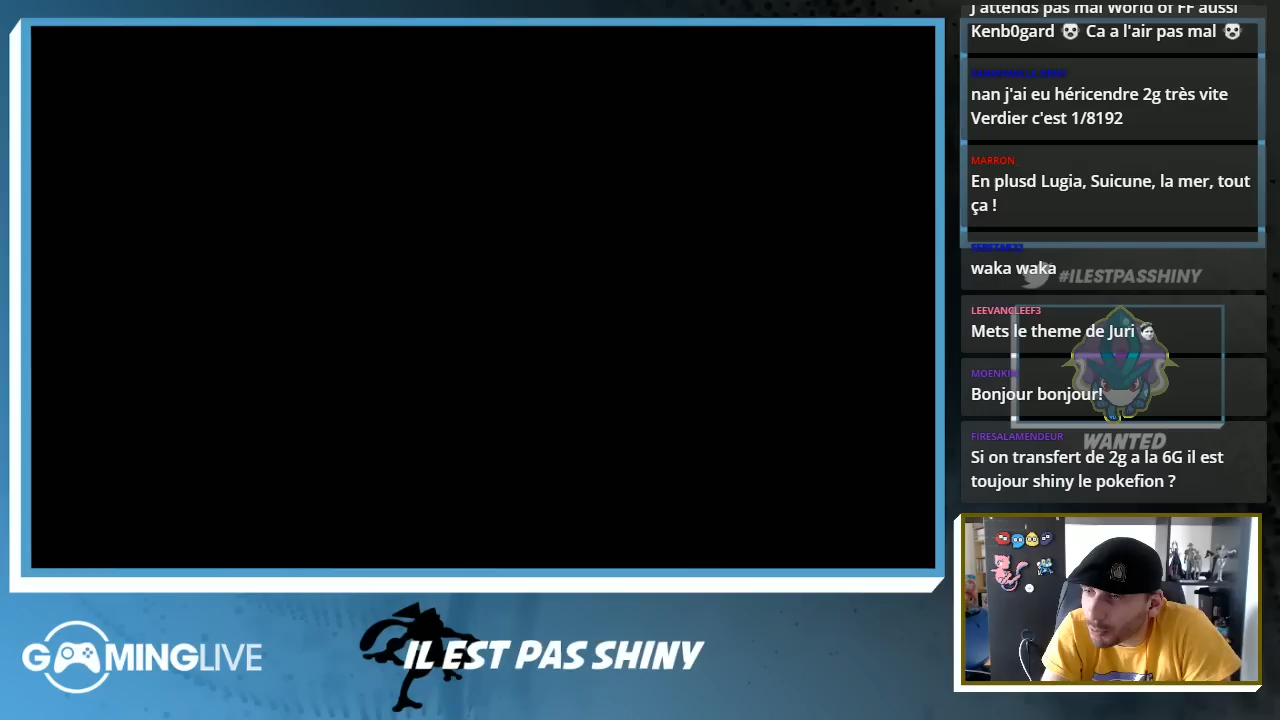 J'attends pas mal World of FF aussi
Kenb0gard Ca a l'air pas mal
nan j'ai eu héricendre 2g très vite
Verdier c'est 1/8192
MARRON
En plusd Lugia, Suicune, la mer, tout
ça !
waka waka
#ILESTPASSHINY
LEEVANCLEEF3
Mets le theme de Juri
Bonjour bonjour!
FIRESALAMENDEUR
WANTED
Si on transfert de 2g a la 6G il est
toujour shiny le pokefion ?
GAMINGLIVE
IL EST PAS SHINY